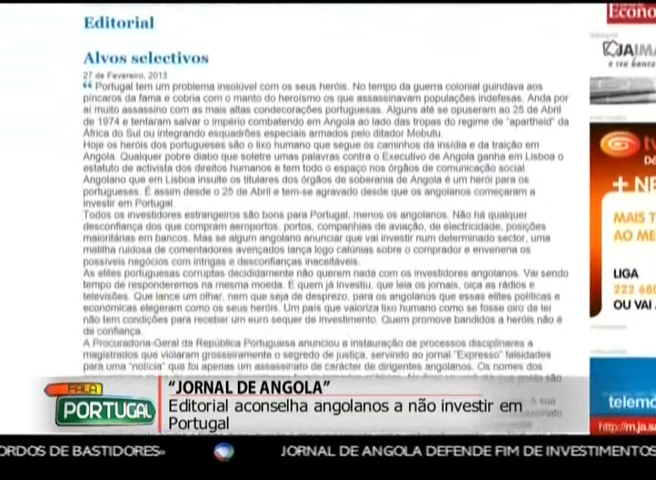 Editorial
Alvos selectivos
27 de Fevereiro, 2013
“ Portugal tem um problema insolúvel com os seus heróis. No tempo da guerra colonial guindava aos
píncaros da fama e cobria com o manto do heroísmo os que assassinavam populações indefesas. Anda por
aí muito assassino com as mais altas condecorações portuguesas. Alguns até se opuseram ao 25 de Abril
de 1974 e tentaram salvar o império combatendo em Angola ao lado das tropas do regime de “apartheid” da
África do Sul ou integrando esquadrões especiais armados pelo ditador Mobutu.
Hoje os heróis dos portugueses são o lixo humano que segue os caminhos da insídia e da traição em
Angola. Qualquer pobre diabo que soletre umas palavras contra o Executivo de Angola ganha em Lisboa o
estatuto de activista dos direitos humanos e tem todo o espaço nos órgãos de comunicação social.
Angolano que em Lisboa insulte os titulares dos órgãos de soberania de Angola é um herói para os
portugueses. É assim desde o 25 de Abril e tem-se agravado desde que os angolanos começaram a
investir em Portugal.
Todos os investidores estrangeiros são bons para Portugal, menos os angolanos. Não há qualquer
desconfiança dos que compram aeroportos, portos, companhias de aviação, de electricidade, posições
maioritárias em bancos. Mas se algum angolano anunciar que vai investir num determinado sector, uma
matilha ruidosa de comentadores avençados lança logo calúnias sobre o comprador e envenena os
possíveis negócios com intrigas e desconfianças inaceitáveis.
As elites portuguesas corruptas decididamente não querem nada com os investidores angolanos. Vai sendo
tempo de respondermos na mesma moeda. E quem já investiu, que leia os jornais, oiça as rádios e
televisões. Que lance um olhar, nem que seja de desprezo, para os angolanos que essas elites políticas e
económicas elegeram como os seus heróis. Um país que valoriza lixo humano como se fosse oiro de lei
não tem condições para receber um euro sequer de investimento. Quem promove bandidos a heróis não é
de confiança.
A Procuradoria-Geral da República Portuguesa anunciou a instauração de processos disciplinares a
magistrados que violaram grosseiramente o segredo de justiça, servindo ao jornal “Expresso” falsidades
para uma “notícia” que foi apenas um assassinato de carácter de dirigentes angolanos. Os nomes dos
Econo
JAIMA
o seu banco
tv
+ NE
MAIS T
AO ME
LIGA
222 680
OU VAI
telemó
http://m.ja.s
FALA
PORTUGAL
“JORNAL DE ANGOLA”
Editorial aconselha angolanos a não investir em
Portugal
ORDOS DE BASTIDORES»
JORNAL DE ANGOLA DEFENDE FIM DE INVESTIMENTOS